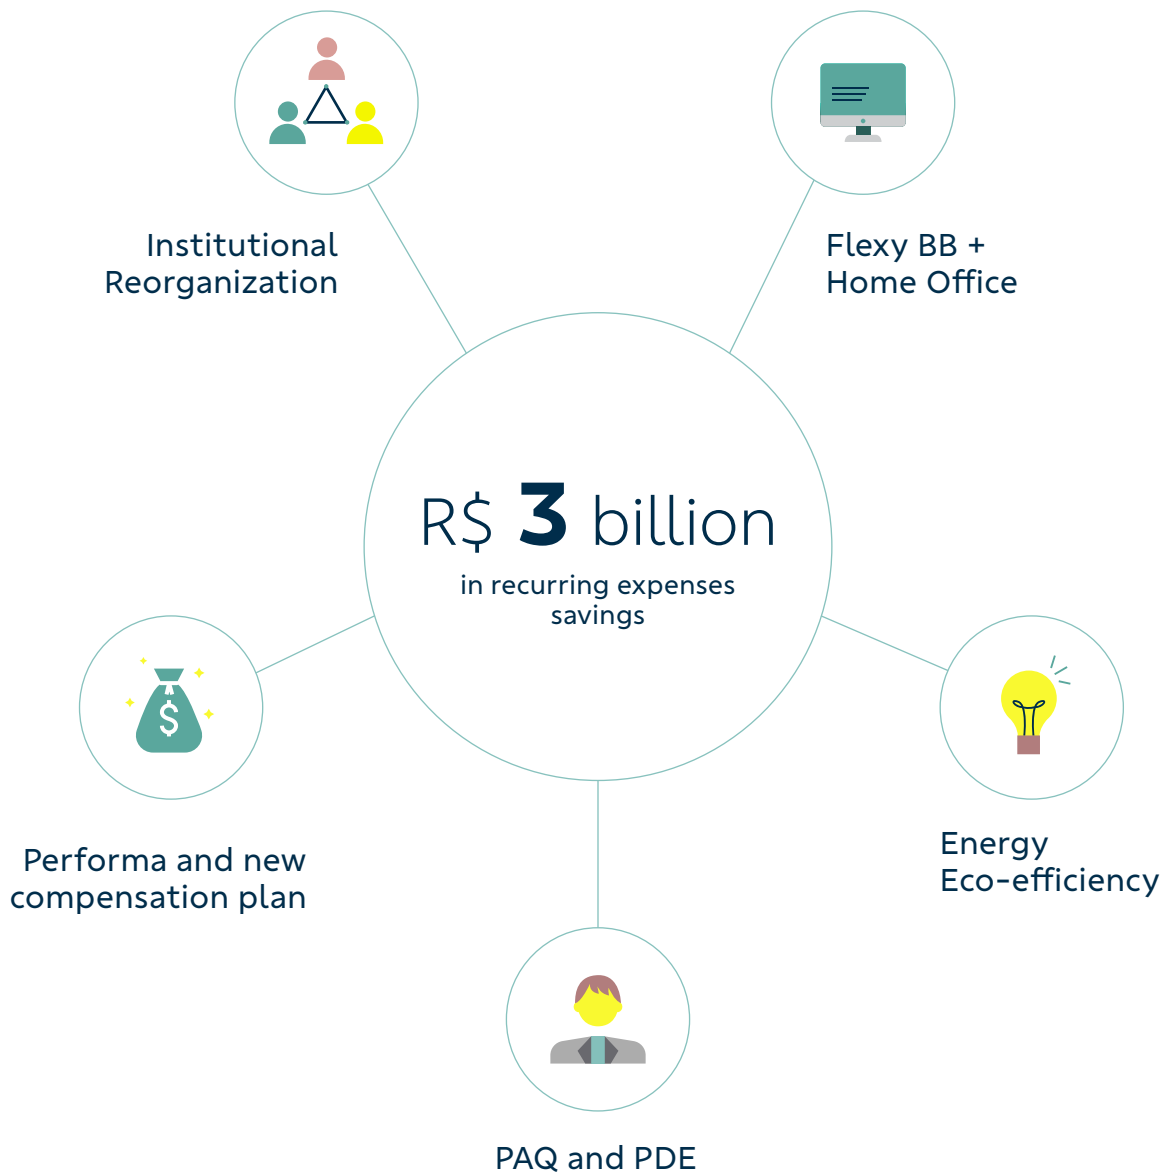 Institutional
Reorganization
Flexy BB +
Home Office
R$ 3 billion
in recurring expenses
savings
$
Performa and new
compensation plan
Energy
Eco-efficiency
PAQ and PDE